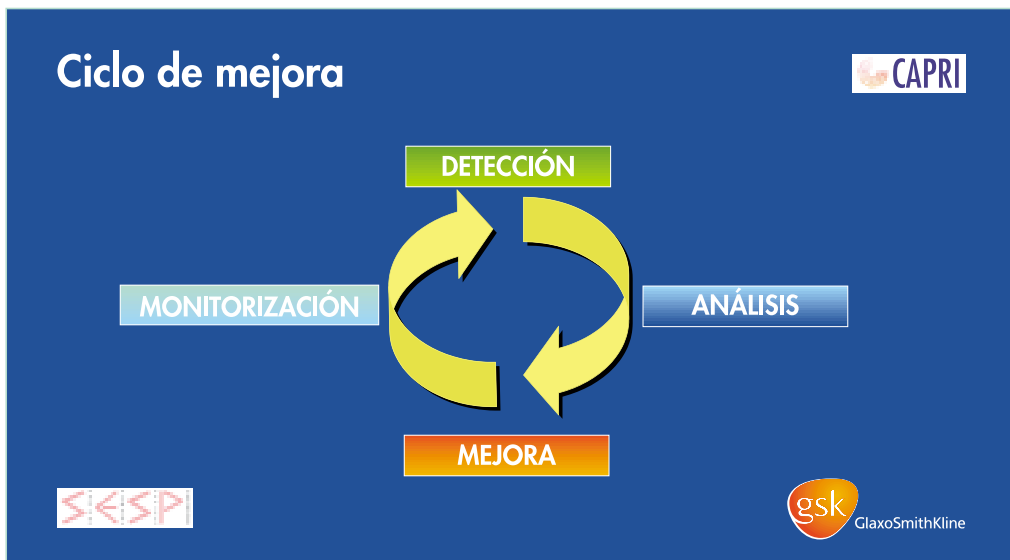 Ciclo de mejora
CAPRI
DETECCIÓN
MONITORIZACIÓN
ANÁLISIS
MEJORA
SESPI
gsk
GlaxoSmithKline